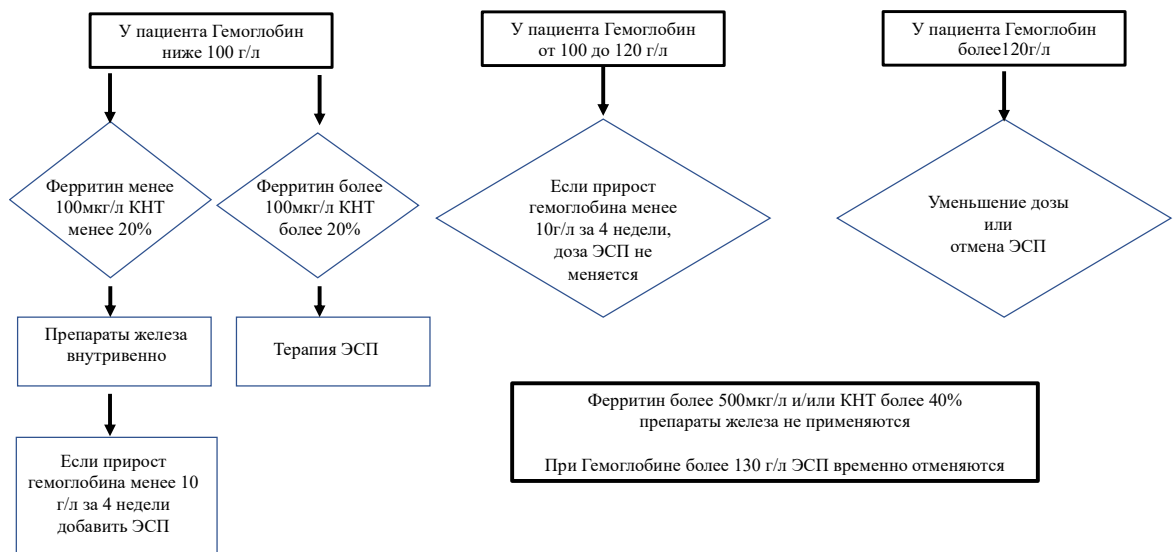 У пациента Гемоглобин
ниже 100 г/л
У пациента Гемоглобин
от 100 до 120 г/л
У пациента Гемоглобин
более120г/л
Ферритин менее
100мкг/л КНТ
менее 20%
Ферритин более
100мкг/л КНТ
более 20%
Если прирост
гемоглобина менее
10г/л за 4 недели,
доза ЭСП не
меняется
Уменьшение дозы
или
отмена ЭСП
Препараты железа
внутривенно
Терапия ЭСП
Если прирост
гемоглобина менее 10
г/л за 4 недели
добавить ЭСП
Ферритин более 500мкг/л и/или КНТ более 40%
препараты железа не применяются
При Гемоглобине более 130 г/л ЭСП временно отменяются